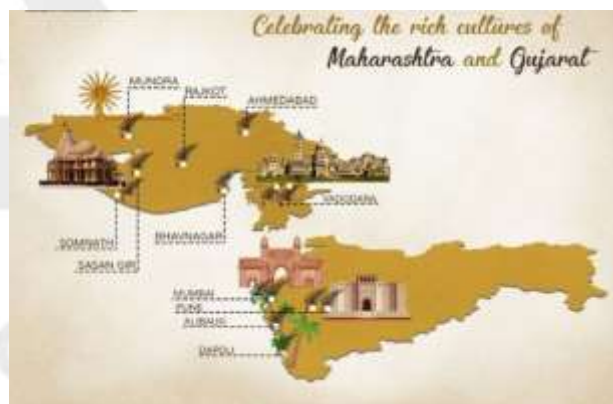 Celebrating the rich cultures of
Maharashtra and Gujarat
MUNDRA
RAJKOT
AHMEDABAD
VADODARA
BHAVNAGAR
SOMNATH
SASAN GIR
MUMBAI
PUNE
ALIBAUG
DAPOLI